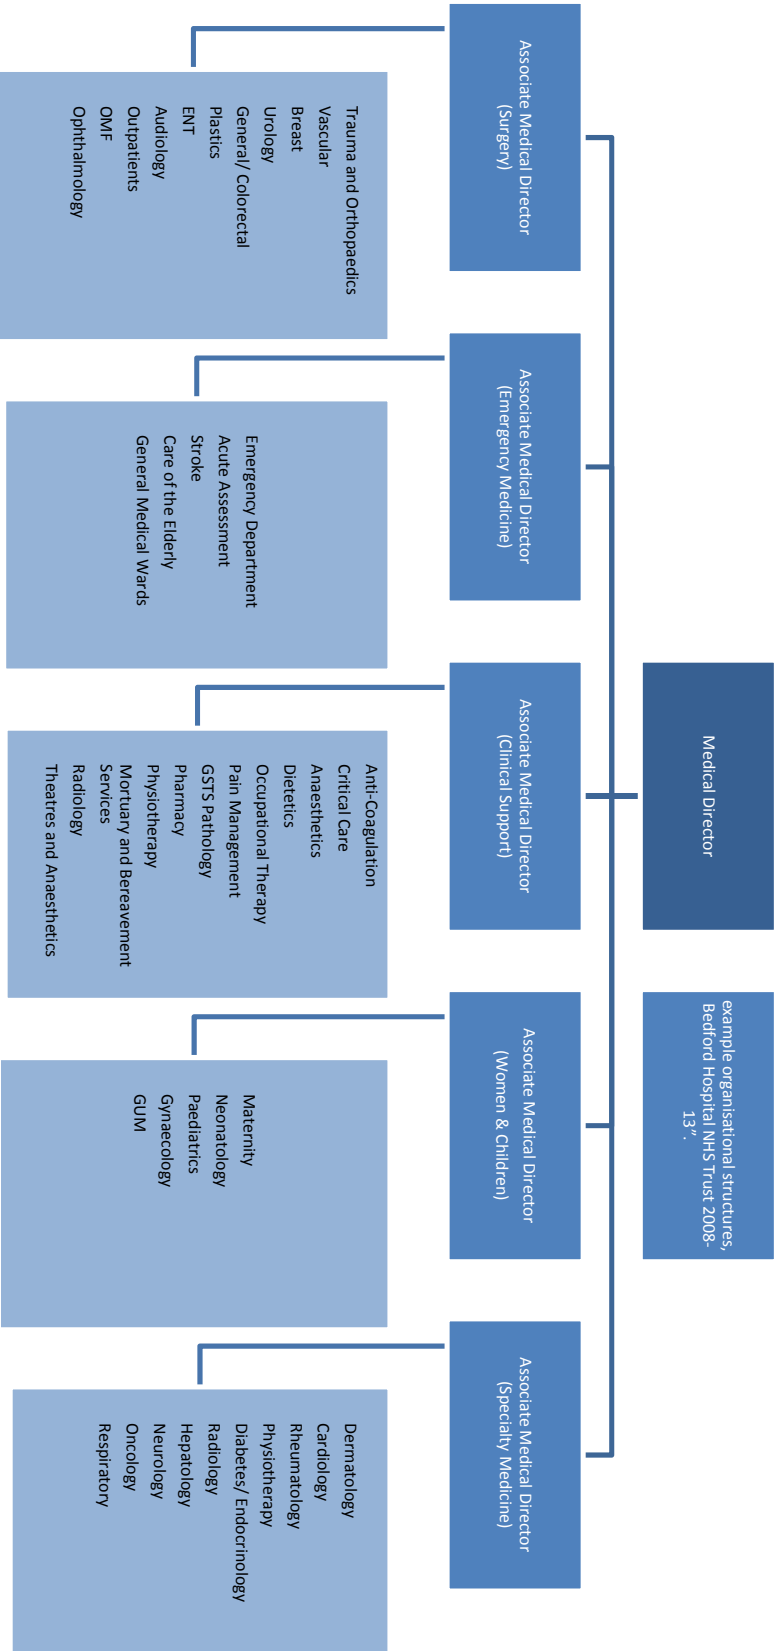 Medical Director
example organisational structures,
Bedford Hospital NHS Trust 2008-
13”.
Associate Medical Director
(Surgery)
Associate Medical Director
(Emergency Medicine)
Associate Medical Director
(Clinical Support)
Associate Medical Director
(Women & Children)
Associate Medical Director
(Specialty Medicine)
Trauma and Orthopaedics
Vascular
Breast
Urology
General/ Colorectal
Plastics
ENT
Audiology
Outpatients
OMF
Ophthalmology
Emergency Department
Acute Assessment
Stroke
Care of the Elderly
General Medical Wards
Anti-Coagulation
Critical Care
Anaesthetics
Dietetics
Occupational Therapy
Pain Management
GSTS Pathology
Pharmacy
Physiotherapy
Mortuary and Bereavement
Services
Radiology
Theatres and Anaesthetics
Maternity
Neonatology
Paediatrics
Gynaecology
GUM
Dermatology
Cardiology
Rheumatology
Physiotherapy
Diabetes/ Endocrinology
Radiology
Hepatology
Neurology
Oncology
Respiratory